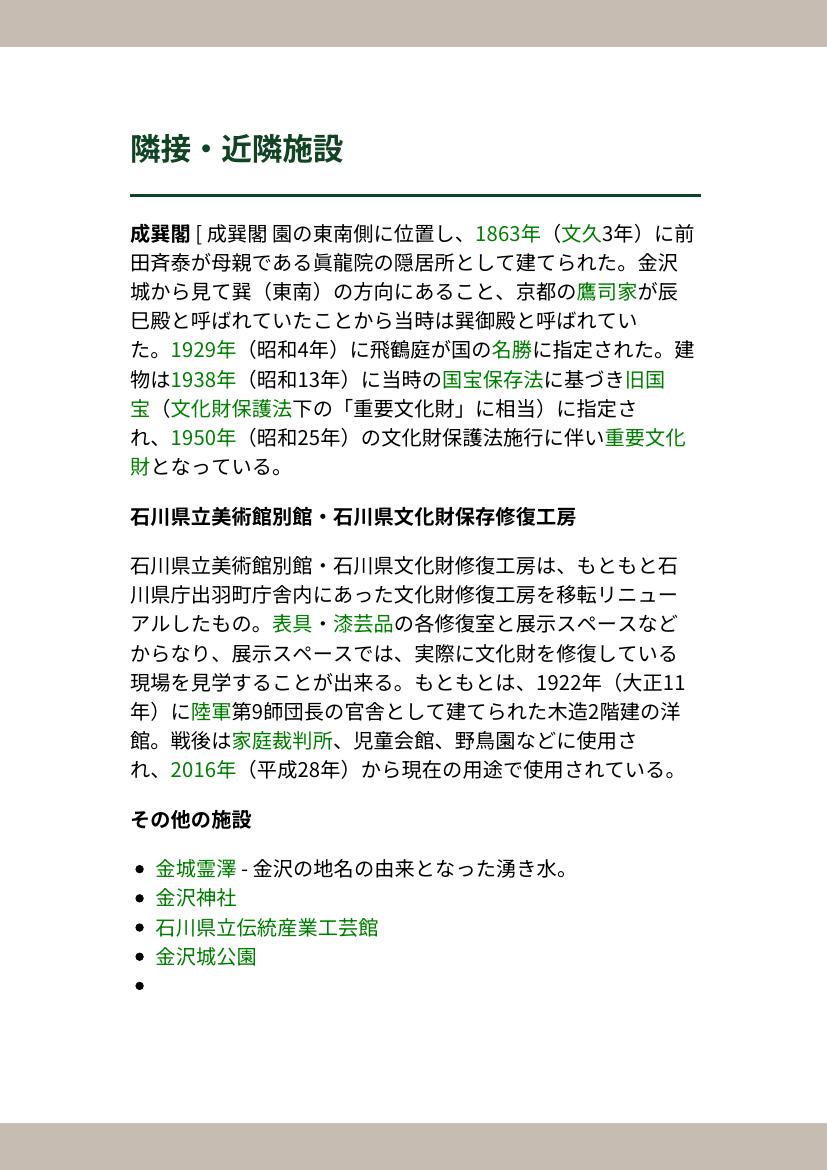 隣接・近隣施設
成巽閣 [ 成巽閣 園の東南側に位置し、1863年（文久3年）に前
田斉泰が母親である眞龍院の隠居所として建てられた。金沢
城から見て巽（東南）の方向にあること、京都の鷹司家が辰
巳殿と呼ばれていたことから当時は巽御殿と呼ばれてい
た。1929年（昭和4年）に飛鶴庭が国の名勝に指定された。建
物は1938年（昭和13年）に当時の国宝保存法に基づき旧国
宝（文化財保護法下の「重要文化財」に相当）に指定さ
れ、1950年（昭和25年）の文化財保護法施行に伴い重要文化
財となっている。
石川県立美術館別館・石川県文化財保存修復工房
石川県立美術館別館・石川県文化財修復工房は、もともと石
川県庁出羽町庁舎内にあった文化財修復工房を移転リニュー
アルしたもの。表具・漆芸品の各修復室と展示スペースなど
からなり、展示スペースでは、実際に文化財を修復している
現場を見学することが出来る。もともとは、1922年（大正11
年）に陸軍第9師団長の官舎として建てられた木造2階建の洋
館。戦後は家庭裁判所、児童会館、野鳥園などに使用さ
れ、2016年（平成28年）から現在の用途で使用されている。
その他の施設
• 金城霊澤 - 金沢の地名の由来となった湧き水。
• 金沢神社
• 石川県立伝統産業工芸館
• 金沢城公園
•